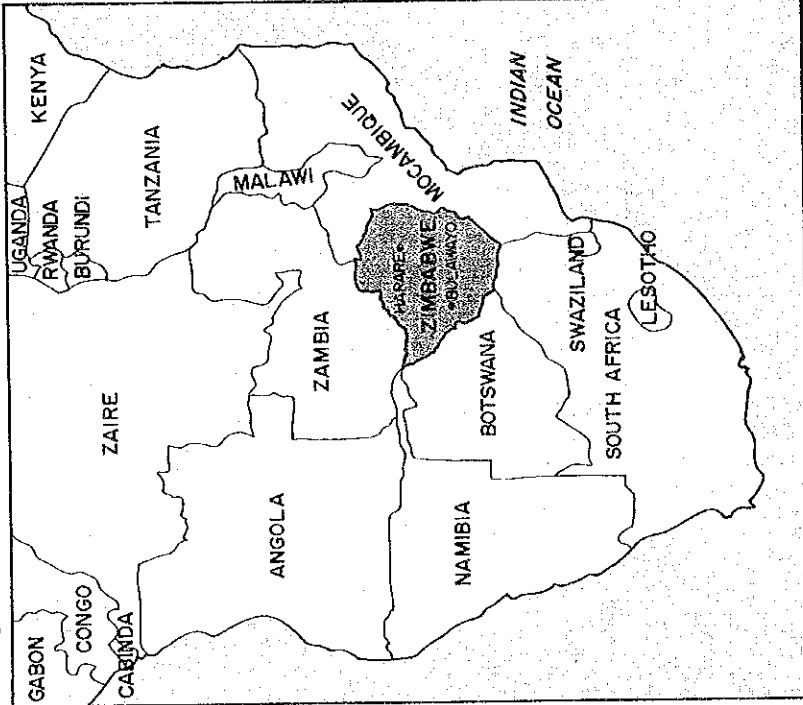 GABON
CONGO
CABINDA
ZAIRE
UGANDA
RWANDA
BURUNDI
KENYA
TANZANIA
ANGOLA
ZAMBIA
MALAWI
MOCAMBIQUE
HARARE
ZIMBABWE
BULAWAYO
NAMIBIA
BOTSWANA
SWAZILAND
SOUTH AFRICA
LESOTHO
INDIAN
OCEAN